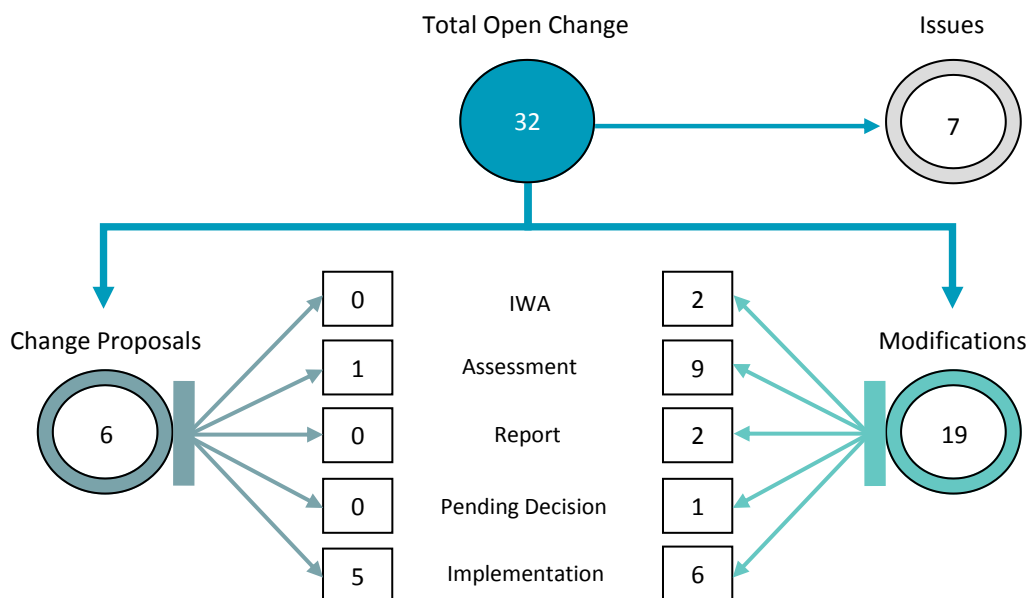 Total Open Change
Issues
32
7
0
IWA
2
Change Proposals
Modifications
1
Assessment
9
6
0
Report
2
19
0
Pending Decision
1
5
Implementation
6